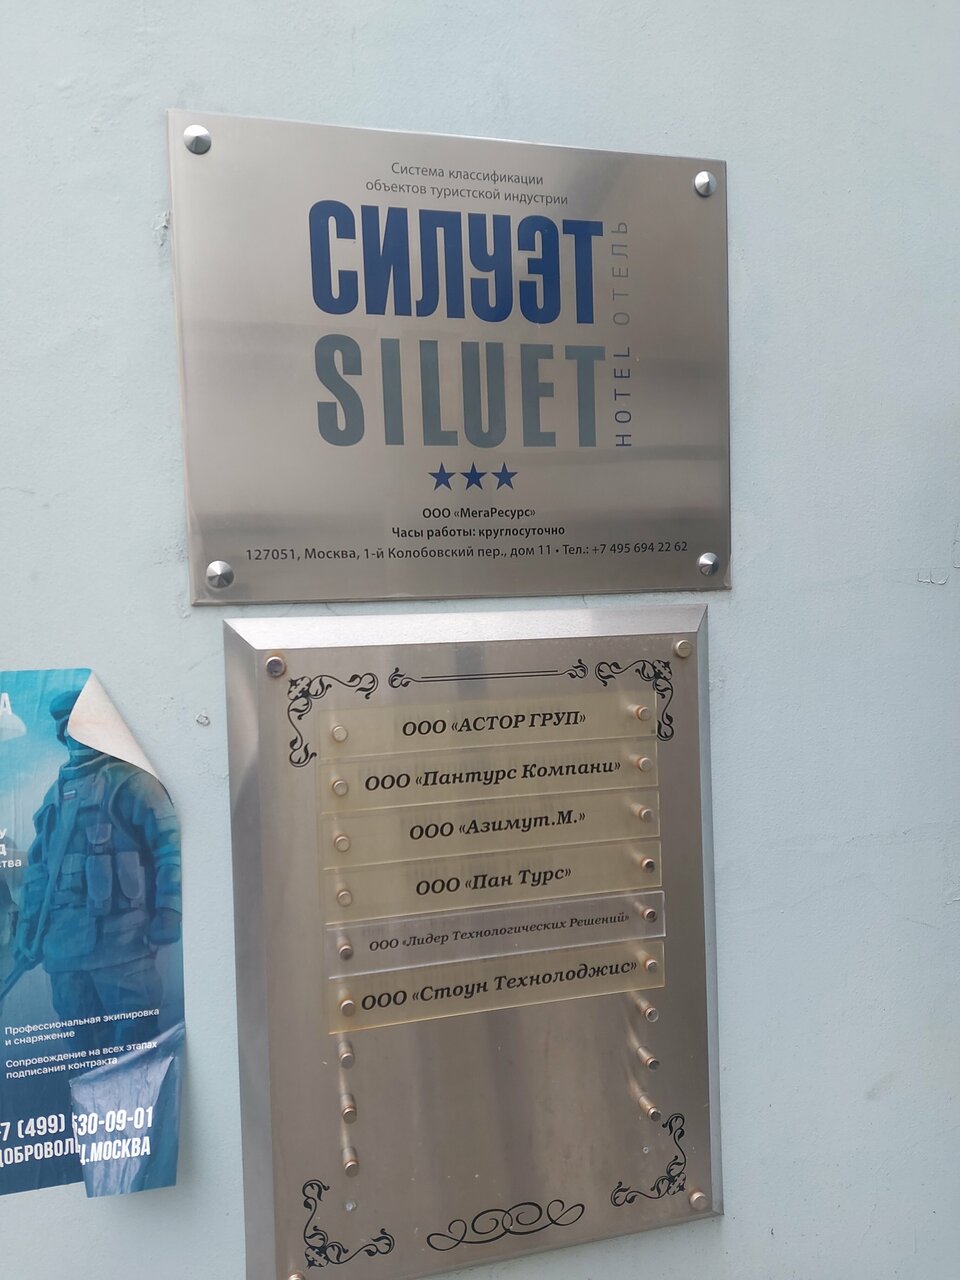 Система классификации
объектов туристской индустрии
СИЛУЭТ
SILUET
HOTEL ОТЕЛЬ
ООО «МегаРесурс»
Часы работы: круглосуточно
127051, Москва, 1-й Колобовский пер., дом 11 • Тел.: +7 495 694 22 62
ООО «АСТОР ГРУП»
ООО «Пантурс Компани»
ООО «Азимут.М.»
ООО «Пан Турс»
ООО «Лидер Технологических Решений»
ООО «Стоун Технолоджис»
Профессиональная экипировка
и снаряжение
Сопровождение на всех этапах
подписания контракта
+7 (499) 530-09-01
МОСКВА